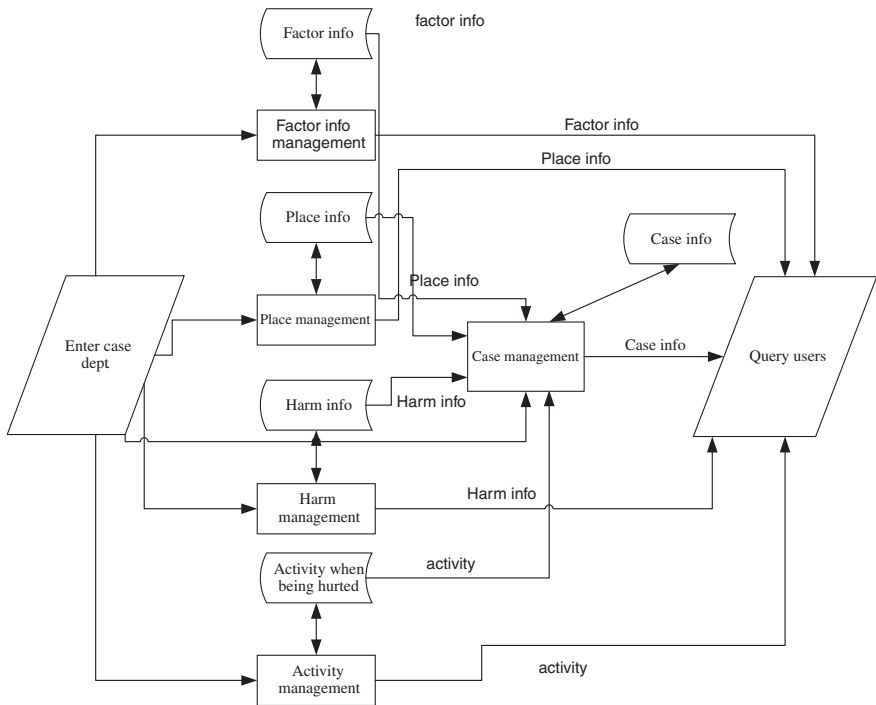 factor info
Factor info
Factor info
management
Factor info
Place info
Place info
Case info
Place info
Place management
Enter case
dept
Case management
Case info
Query users
Harm info
Harm info
Harm
management
Harm info
Activity when
being hurted
activity
Activity
management
activity